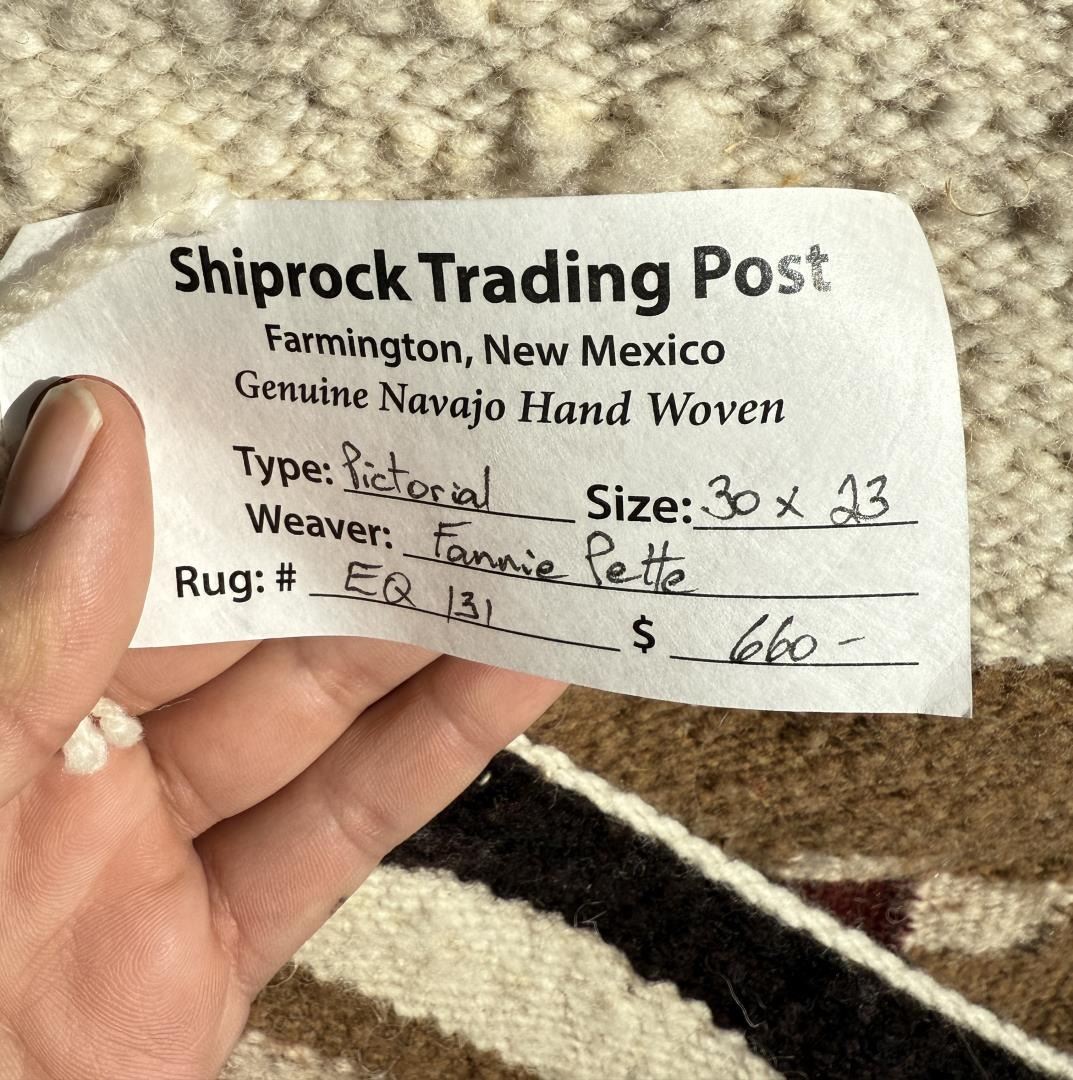 Shiprock Trading Post
Farmington, New Mexico
Genuine Navajo Hand Woven
Type: Pictorial Size: 30 x 23
Weaver: Fannie Pette
Rug: # EQ 131 $ 660 -